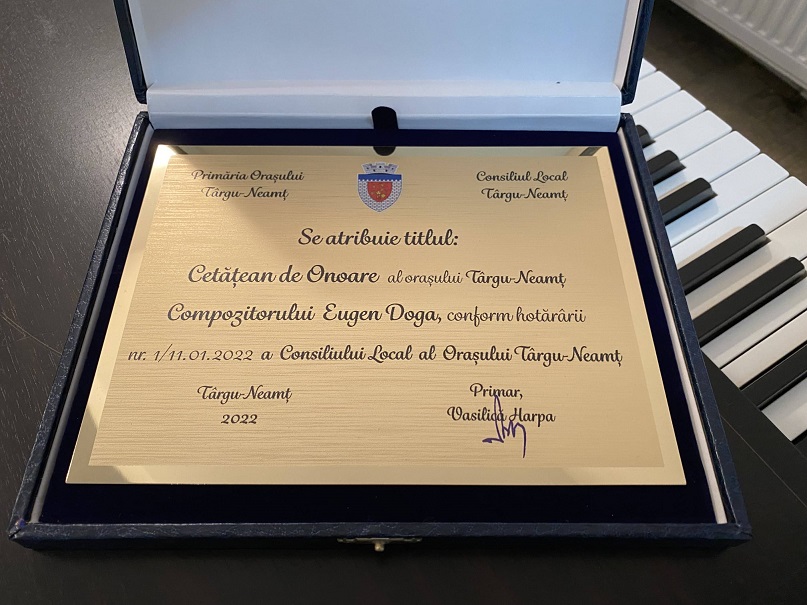 Primăria Orașului
Târgu-Neamț
Consiliul Local
Târgu-Neamț
Se atribuie titlul:
Cetățean de Onoare al orașului Târgu-Neamț
Compozitorului Eugen Doga, conform hotărârii
nr. 1/11.01.2022 a Consiliului Local al Orașului Târgu-Neamț
Târgu-Neamț
2022
Primar,
Vasilică Harpa